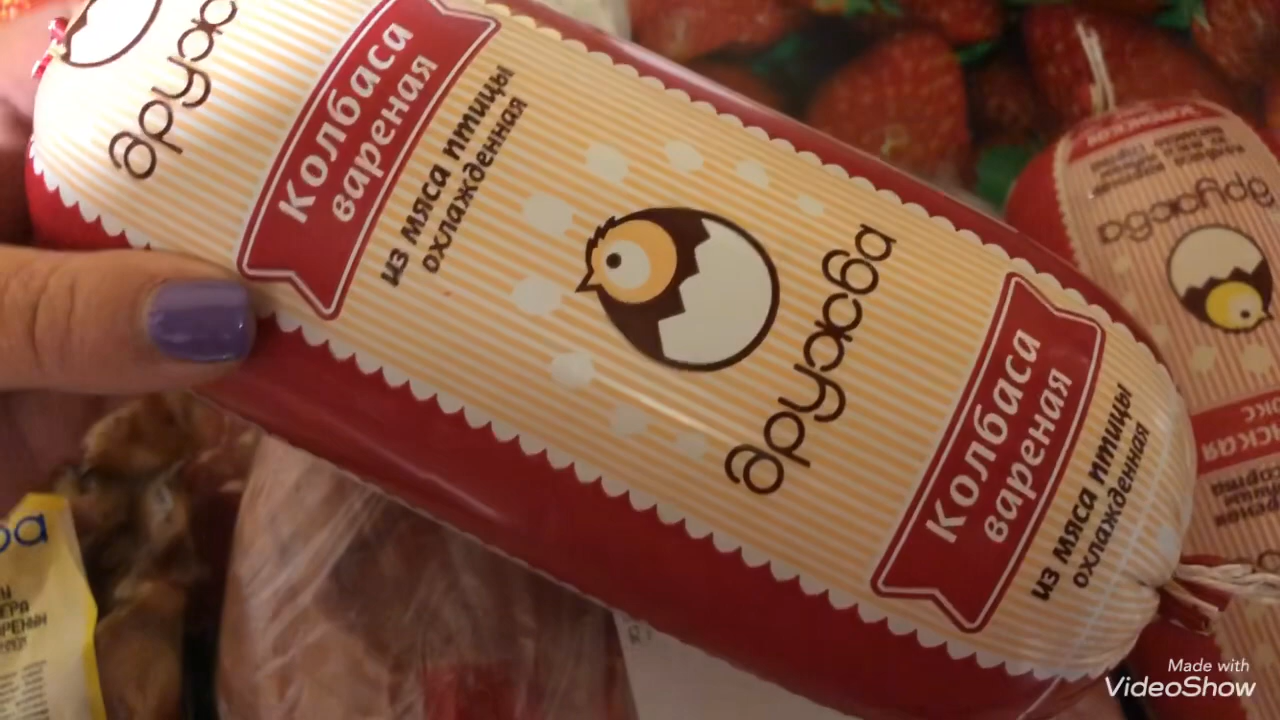 дружба
Колбаса
вареная
из мяса птицы
охлажденная
дружба
Колбаса
вареная
из мяса птицы
охлажденная
дружба
Made with
VideoShow